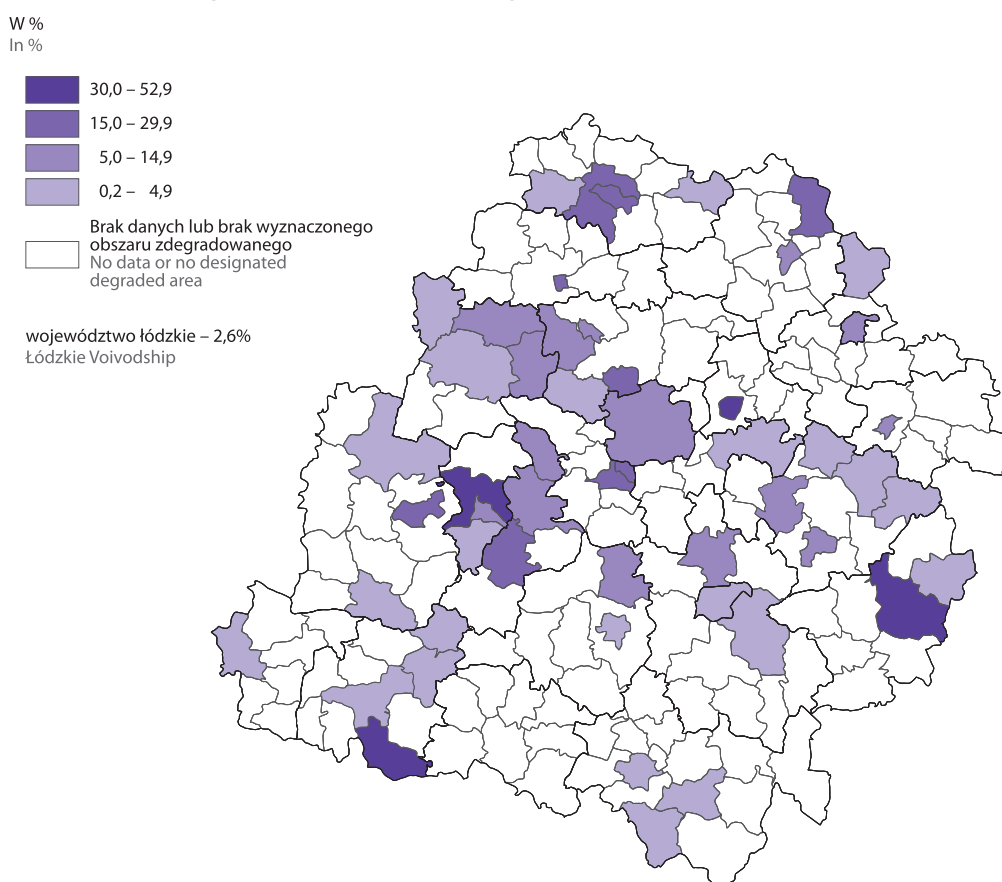 W %
In %
30,0 – 52,9
15,0 – 29,9
5,0 – 14,9
0,2 – 4,9
Brak danych lub brak wyznaczonego
obszaru zdegradowanego
No data or no designated
degraded area
województwo łódzkie – 2,6%
Łódzkie Voivodship